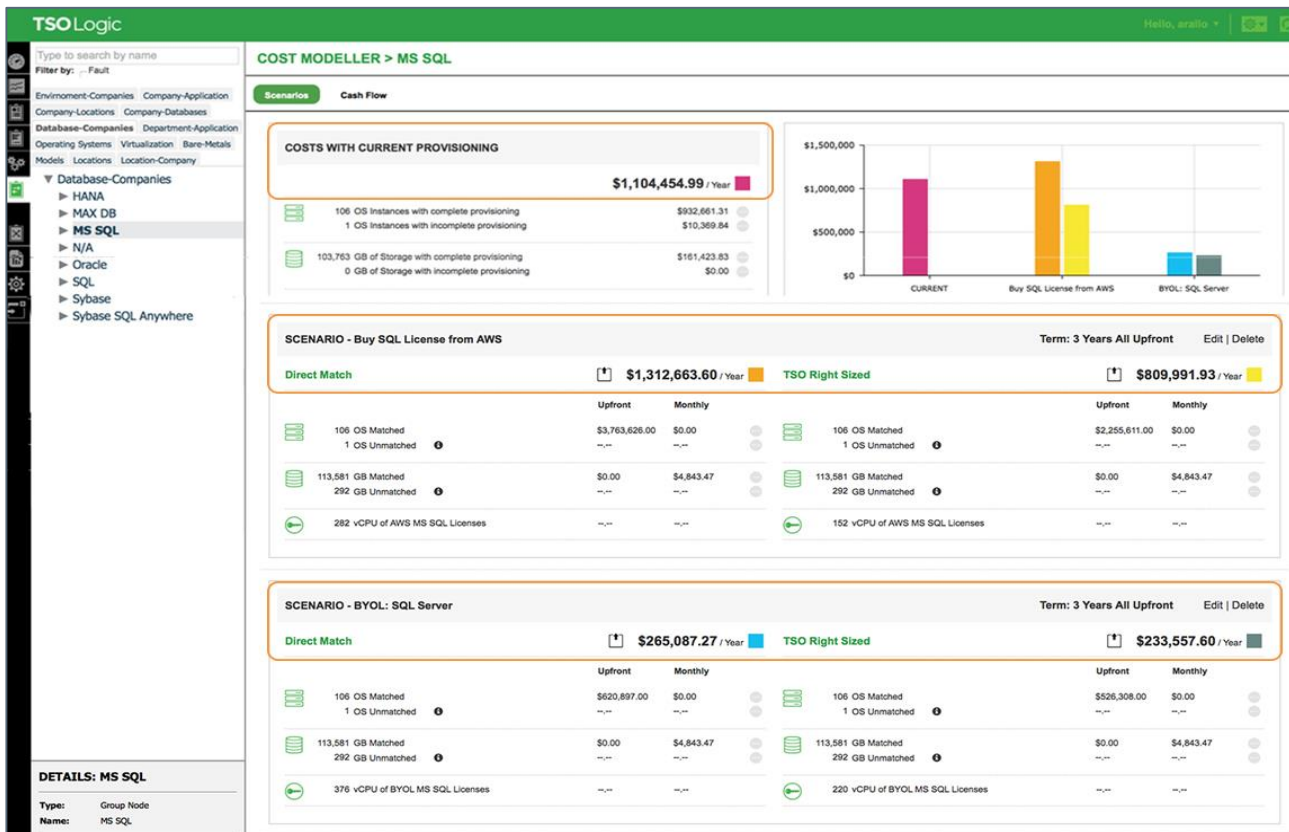 TSOLogic
Hello, arallo
Type to search by name
Filter by: Fault
Envirnoment-Companies Company-Application
Company-Locations Company-Databases
Database-Companies Department-Application
Operating Systems Virtualization Bare-Metals
Models Locations Location-Company
Database-Companies
HANA
MAX DB
MS SQL
N/A
Oracle
SQL
Sybase
Sybase SQL Anywhere
DETAILS: MS SQL
Type: Group Node
Name: MS SQL
COST MODELLER > MS SQL
Scenarios Cash Flow
COSTS WITH CURRENT PROVISIONING
$1,104,454.99 / Year
106 OS Instances with complete provisioning $932,661.31
1 OS Instances with incomplete provisioning $10,369.84
103,763 GB of Storage with complete provisioning $161,423.83
0 GB of Storage with incomplete provisioning $0.00
$1,500,000
$1,000,000
$500,000
$0
CURRENT Buy SQL License from AWS BYOL: SQL Server
SCENARIO - Buy SQL License from AWS Term: 3 Years All Upfront Edit | Delete
Direct Match $1,312,663.60 / Year TSO Right Sized $809,991.93 / Year
Upfront Monthly Upfront Monthly
106 OS Matched $3,763,626.00 $0.00 106 OS Matched $2,255,611.00 $0.00
1 OS Unmatched --.-- --.-- 1 OS Unmatched --.-- --.--
113,581 GB Matched $0.00 $4,843.47 113,581 GB Matched $0.00 $4,843.47
292 GB Unmatched --.-- --.-- 292 GB Unmatched --.-- --.--
282 vCPU of AWS MS SQL Licenses --.-- --.-- 152 vCPU of AWS MS SQL Licenses --.-- --.--
SCENARIO - BYOL: SQL Server Term: 3 Years All Upfront Edit | Delete
Direct Match $265,087.27 / Year TSO Right Sized $233,557.60 / Year
Upfront Monthly Upfront Monthly
106 OS Matched $620,897.00 $0.00 106 OS Matched $526,308.00 $0.00
1 OS Unmatched --.-- --.-- 1 OS Unmatched --.-- --.--
113,581 GB Matched $0.00 $4,843.47 113,581 GB Matched $0.00 $4,843.47
292 GB Unmatched --.-- --.-- 292 GB Unmatched --.-- --.--
376 vCPU of BYOL MS SQL Licenses --.-- --.-- 220 vCPU of BYOL MS SQL Licenses --.-- --.--